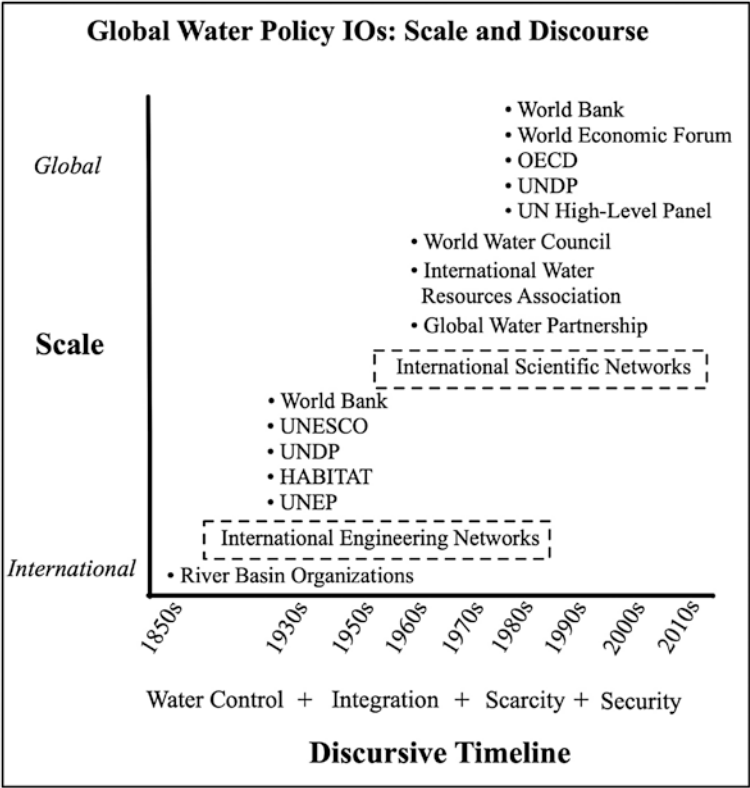 Global Water Policy IOs: Scale and Discourse
• World Bank
• World Economic Forum
Global
• OECD
• UNDP
• UN High-Level Panel
• World Water Council
• International Water
Resources Association
• Global Water Partnership
Scale
International Scientific Networks
• World Bank
• UNESCO
• UNDP
• HABITAT
• UNEP
International Engineering Networks
International
• River Basin Organizations
1850s
1930s
1950s
1960s
1970s
1980s
1990s
2000s
2010s
Water Control + Integration + Scarcity + Security
Discursive Timeline